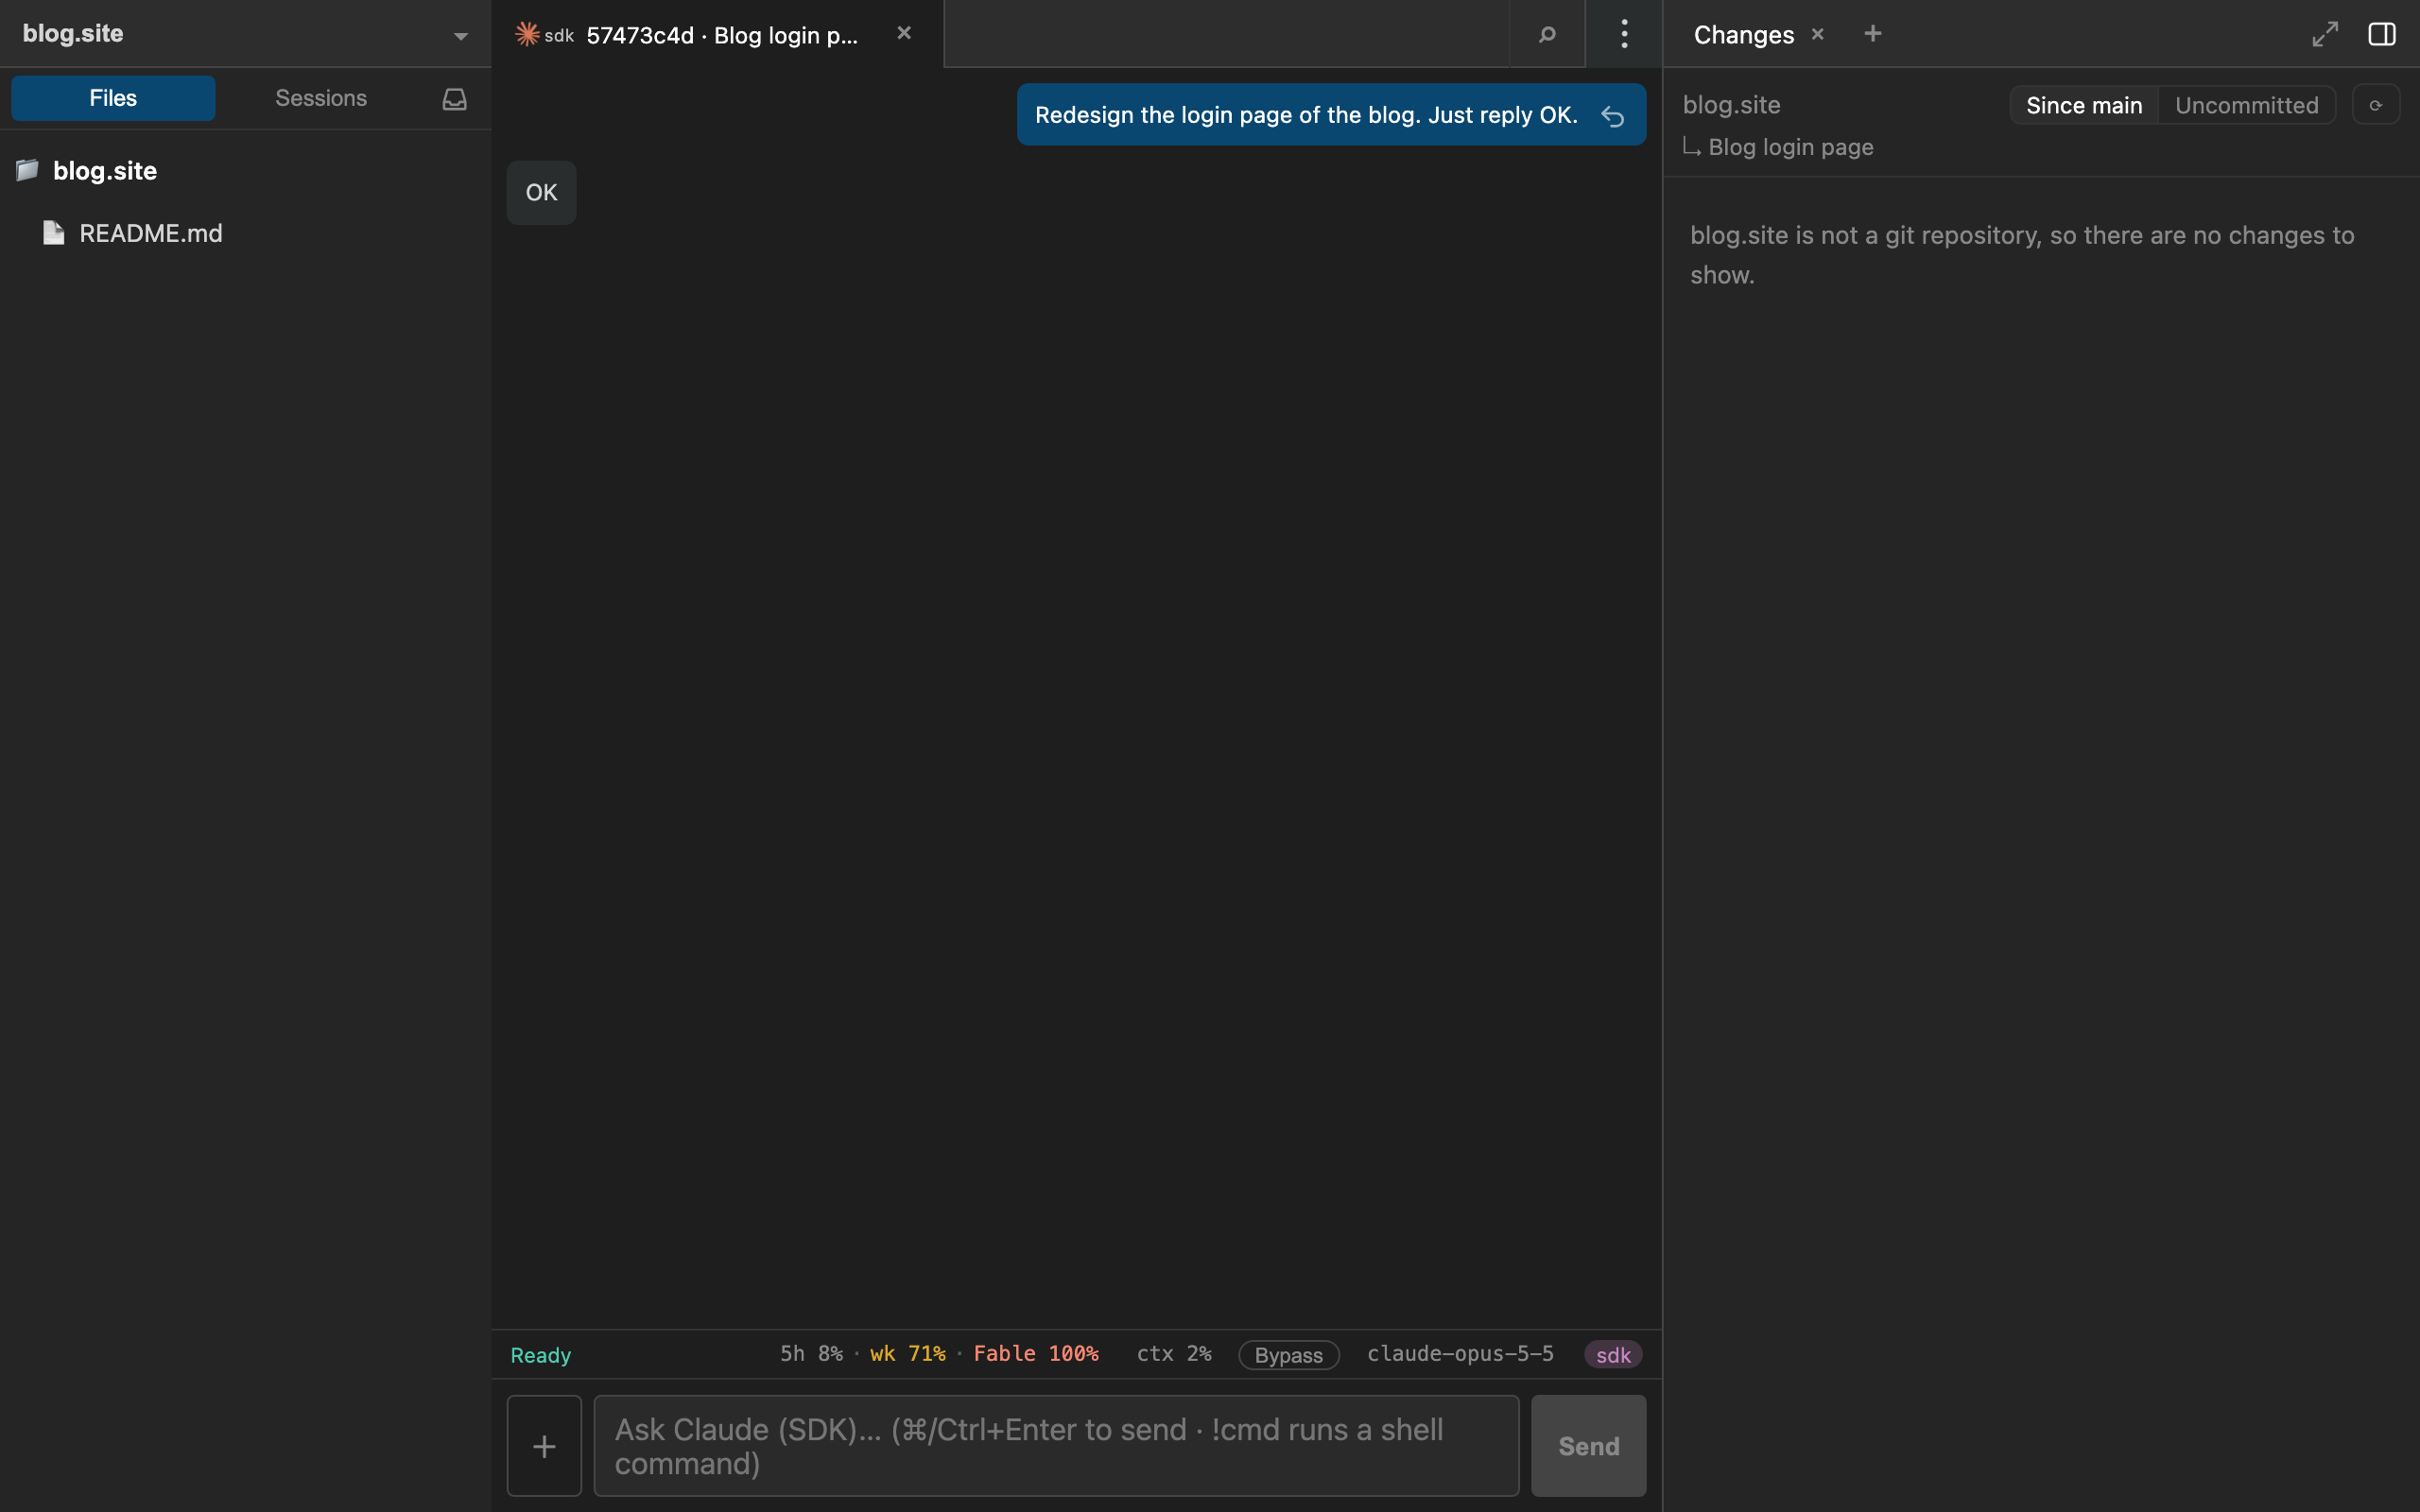 blog.site
Files
Sessions
blog.site
README.md
sdk 57473c4d · Blog login p...
Redesign the login page of the blog. Just reply OK.
OK
Ready
5h 8% · wk 71% · Fable 100%
ctx 2%
Bypass
claude-opus-5-5
sdk
Ask Claude (SDK)... (⌘/Ctrl+Enter to send · !cmd runs a shell
command)
Send
Changes
blog.site
Since main
Uncommitted
Blog login page
blog.site is not a git repository, so there are no changes to
show.